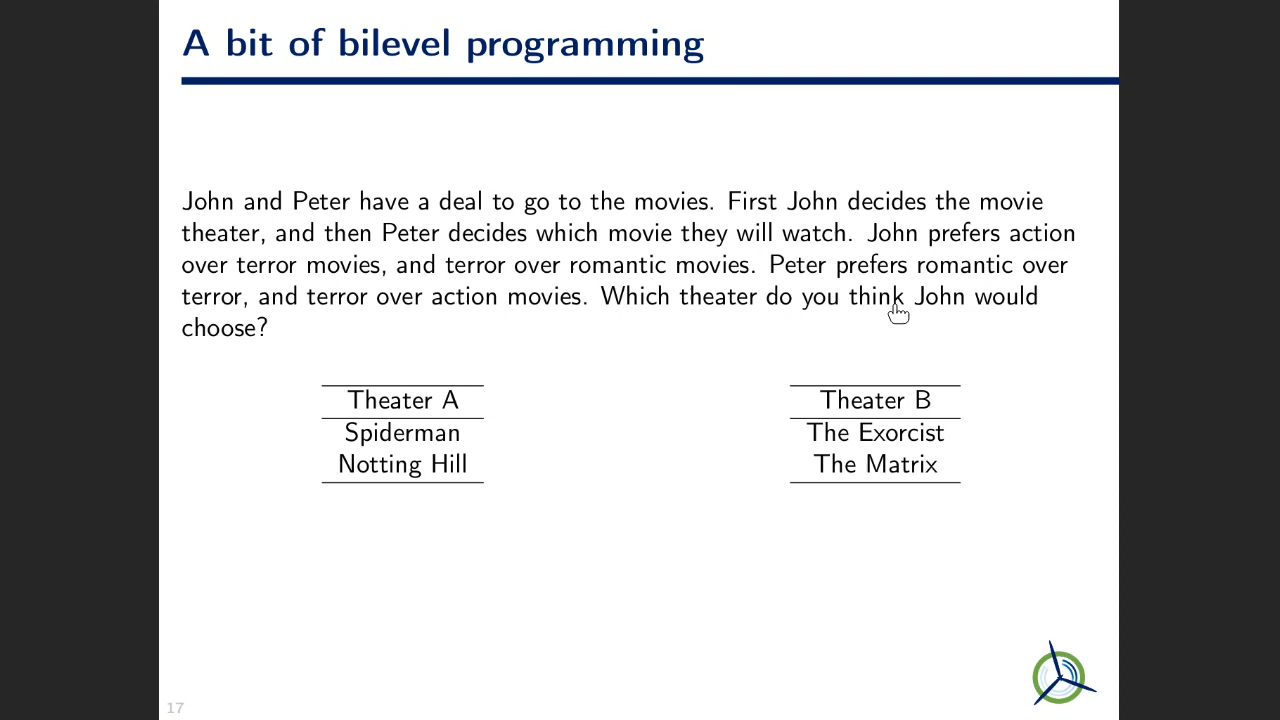 A bit of bilevel programming
John and Peter have a deal to go to the movies. First John decides the movie
theater, and then Peter decides which movie they will watch. John prefers action
over terror movies, and terror over romantic movies. Peter prefers romantic over
terror, and terror over action movies. Which theater do you think John would
choose?
Theater A
Spiderman
Notting Hill
Theater B
The Exorcist
The Matrix
17